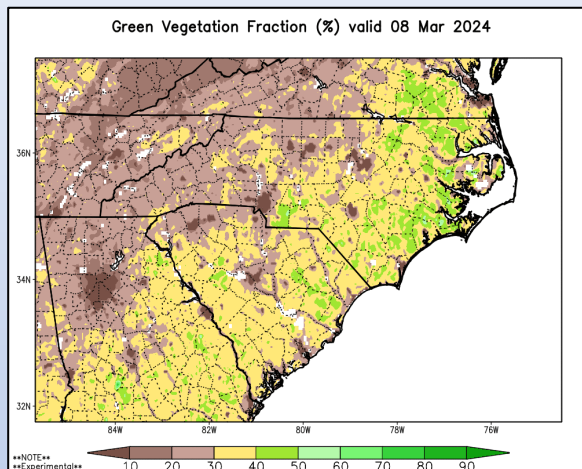 Green Vegetation Fraction (%) valid 08 Mar 2024
36N
34N
32N
84W 82W 80W 78W 76W
**NOTE**
**Experimental**
10 20 30 40 50 60 70 80 90